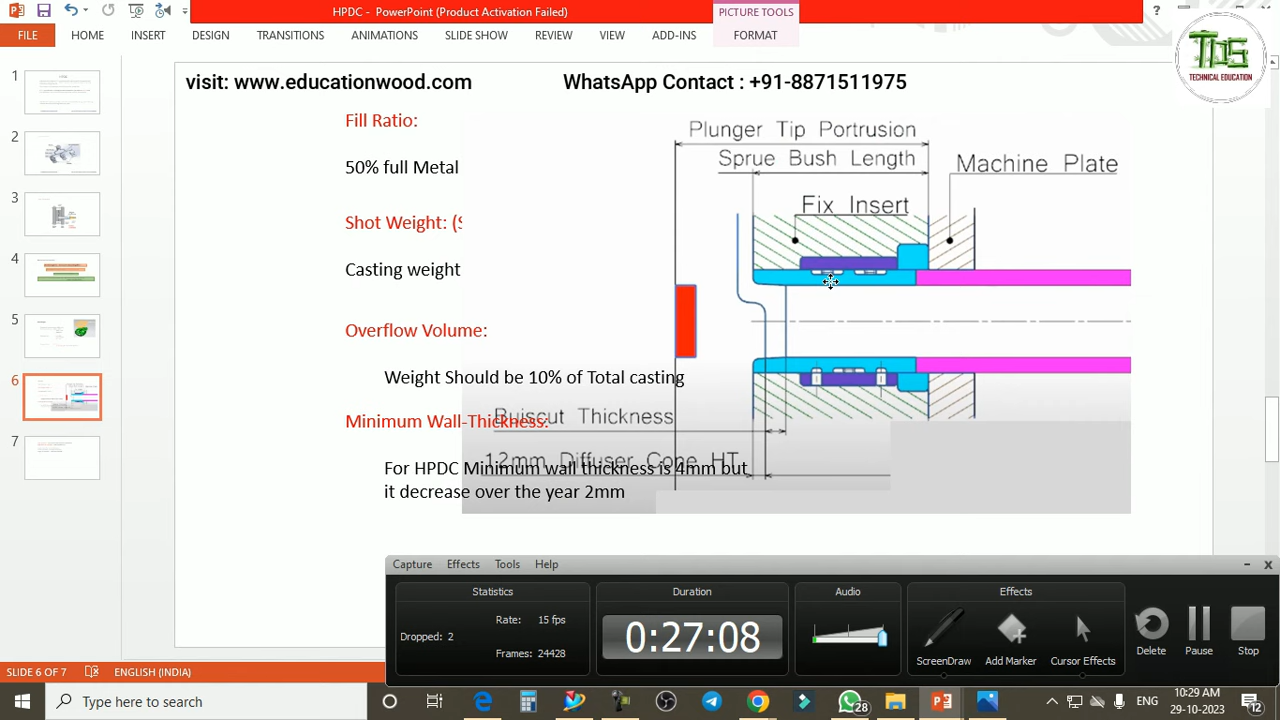 HPDC - PowerPoint (Product Activation Failed)
PICTURE TOOLS
?
FILE
HOME
INSERT
DESIGN
TRANSITIONS
ANIMATIONS
SLIDE SHOW
REVIEW
VIEW
ADD-INS
FORMAT
TPS
TECHNICAL EDUCATION
visit: www.educationwood.com
WhatsApp Contact : +91-8871511975
1
2
3
4
5
6
7
Fill Ratio:
50% full Metal
Shot Weight: (S
Casting weight
Overflow Volume:
Weight Should be 10% of Total casting
Minimum Wall-Thickness:
For HPDC Minimum wall thickness is 4mm but
it decrease over the year 2mm
Plunger Tip Portrusion
Sprue Bush Length
Machine Plate
Fix Insert
Buiscut Thickness
12mm Diffuser Cone HT
Capture
Effects
Tools
Help
Statistics
Duration
Audio
Effects
Rate: 15 fps
Dropped: 2
Frames: 24428
0:27:08
ScreenDraw
Add Marker
Cursor Effects
Delete
Pause
Stop
SLIDE 6 OF 7
ENGLISH (INDIA)
Type here to search
28
ENG
10:29 AM
29-10-2023
12